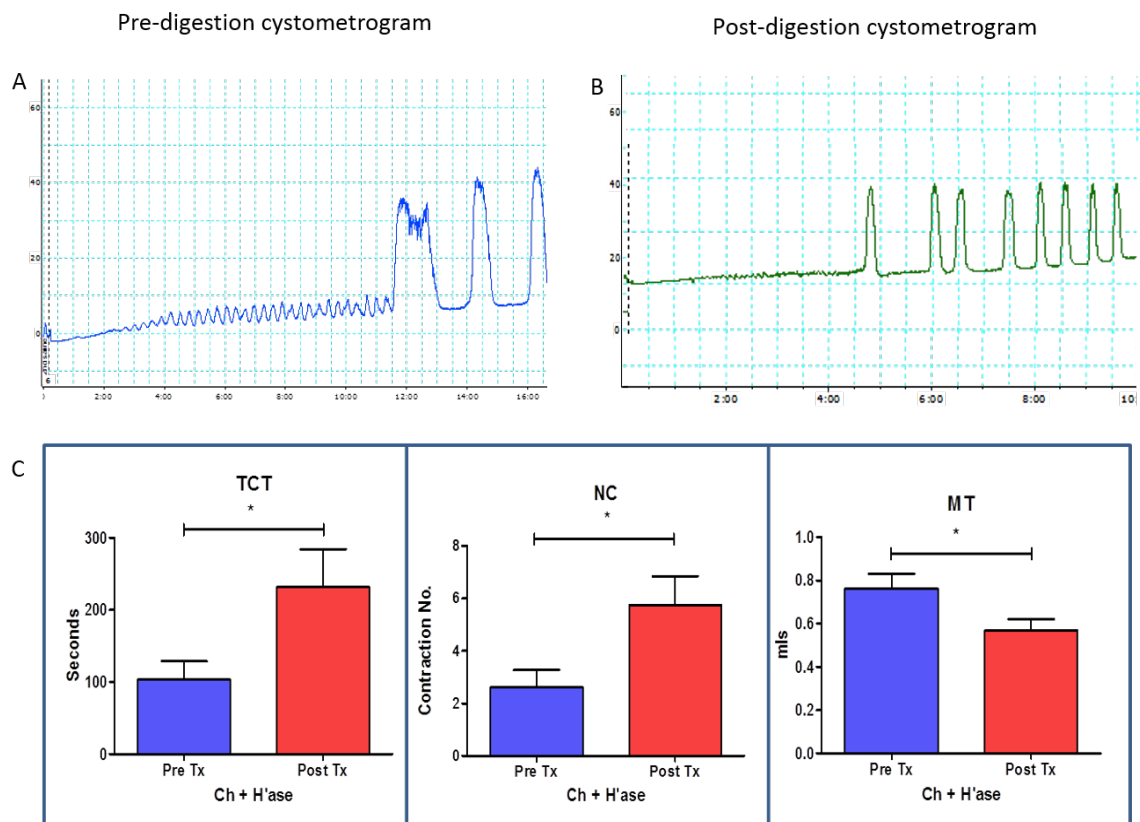 Pre-digestion cystometrogram
Post-digestion cystometrogram
A
B
60
40
20
0
6
0 2:00 4:00 6:00 8:00 10:00 12:00 14:00 16:00
60
40
20
0
2:00 4:00 6:00 8:00 10:
C
TCT
*
300
200
100
0
Seconds
Pre Tx Post Tx
Ch + H'ase
NC
*
8
6
4
2
0
Contraction No.
Pre Tx Post Tx
Ch + H'ase
MT
*
1.0
0.8
0.6
0.4
0.2
0.0
mls
Pre Tx Post Tx
Ch + H'ase